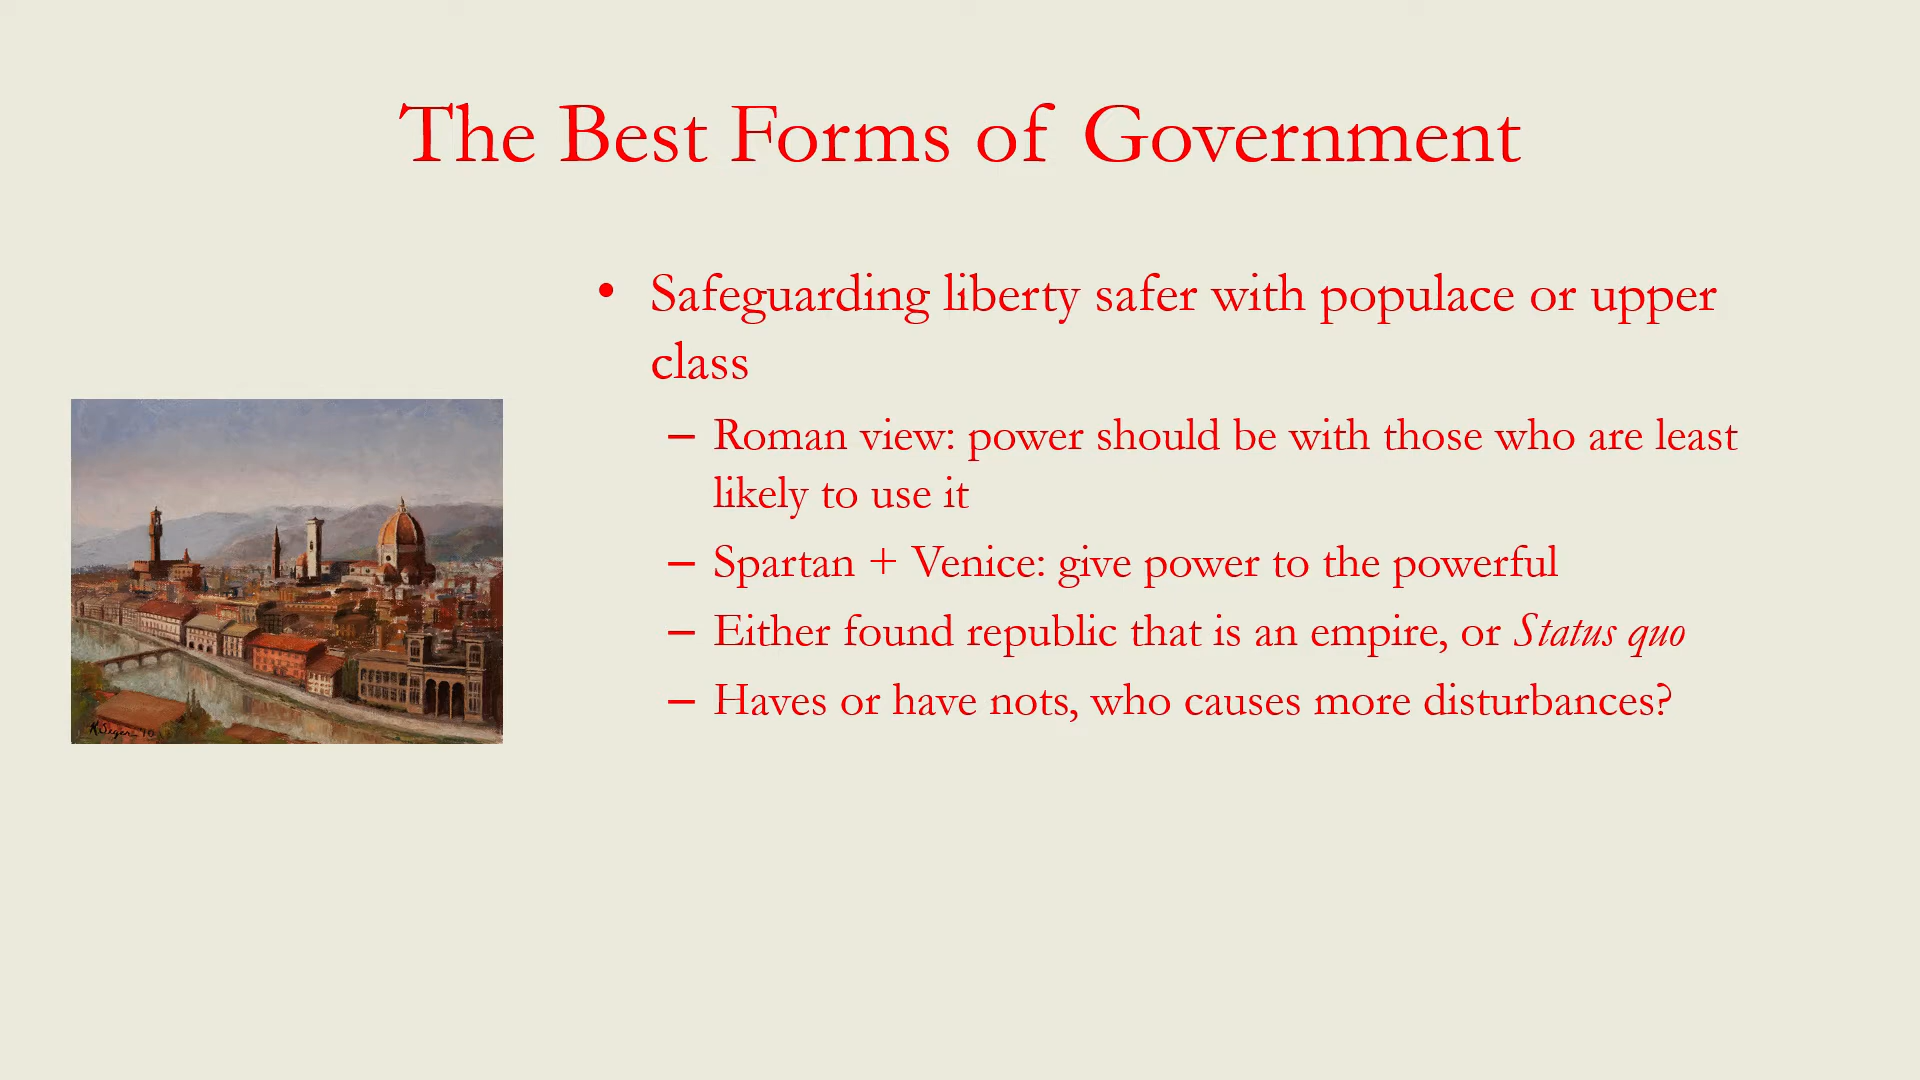 The Best Forms of Government
• Safeguarding liberty safer with populace or upper
class
– Roman view: power should be with those who are least
likely to use it
– Spartan + Venice: give power to the powerful
– Either found republic that is an empire, or Status quo
– Haves or have nots, who causes more disturbances?